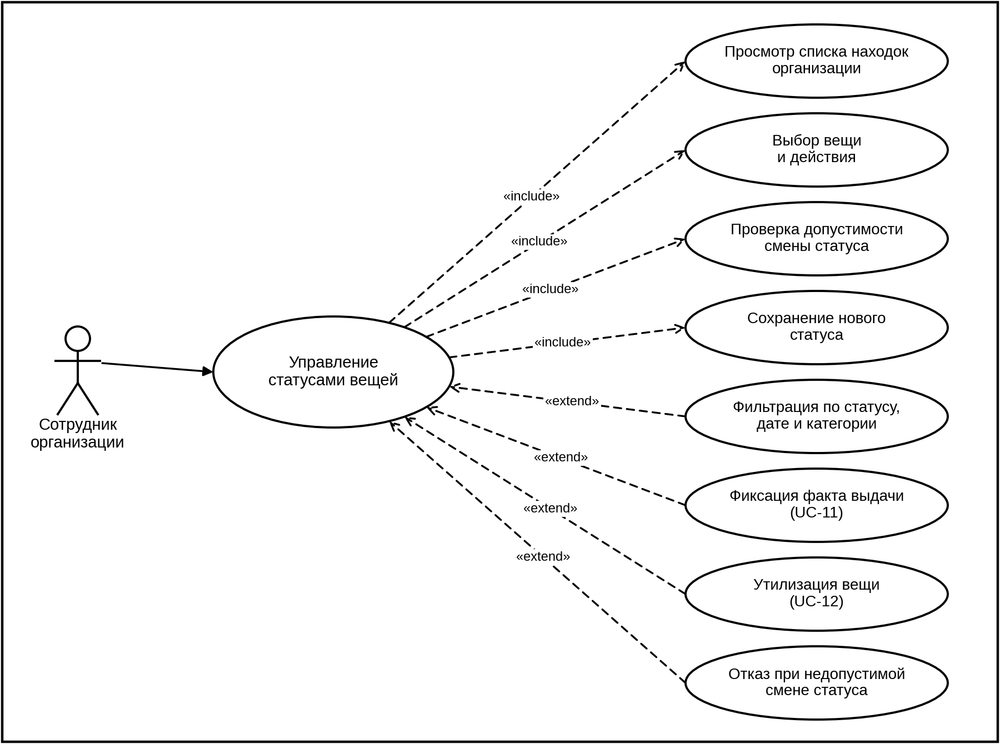 Просмотр списка находок
организации
Выбор вещи
и действия
«include»
Проверка допустимости
смены статуса
«include»
«include»
Сохранение нового
статуса
«include»
Управление
статусами вещей
Сотрудник
организации
«extend»
Фильтрация по статусу,
дате и категории
«extend»
Фиксация факта выдачи
(UC-11)
«extend»
«extend»
Утилизация вещи
(UC-12)
Отказ при недопустимой
смене статуса